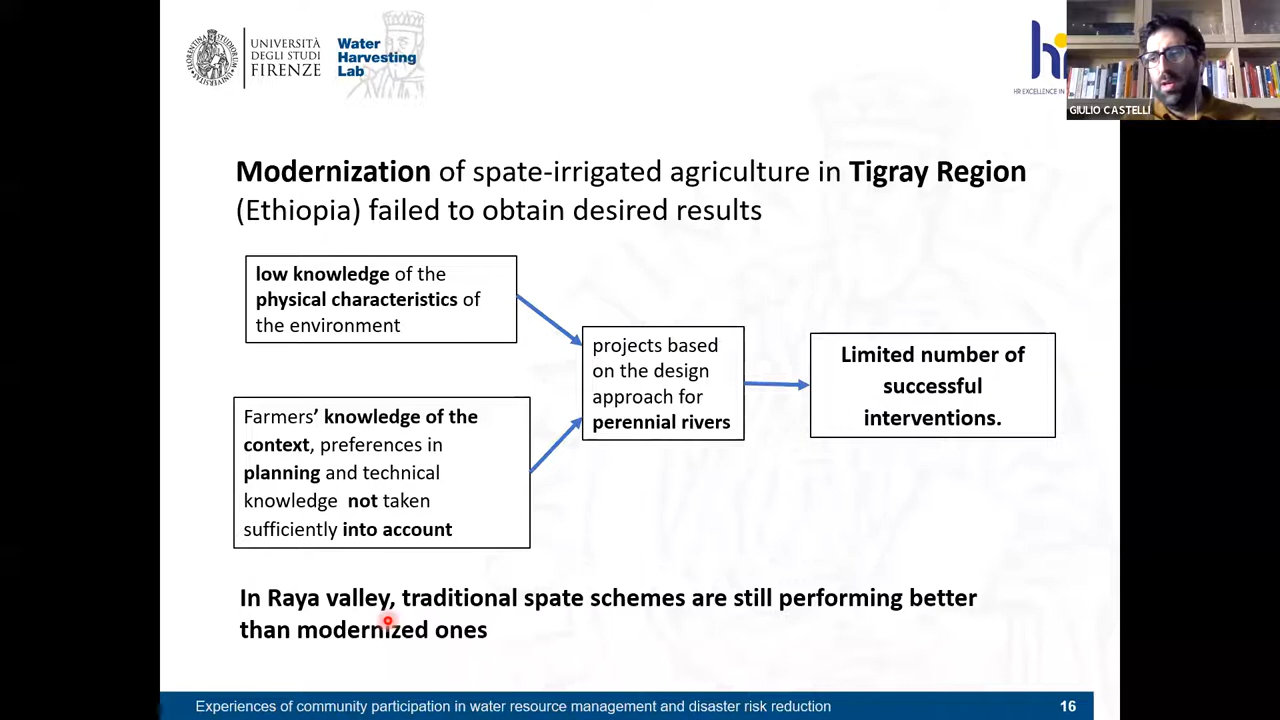 UNIVERSITÀ
DEGLI STUDI
FIRENZE
Water
Harvesting
Lab
HR EXCELLENCE IN
GIULIO CASTELLI
Modernization of spate-irrigated agriculture in Tigray Region
(Ethiopia) failed to obtain desired results
low knowledge of the
physical characteristics of
the environment
Farmers’ knowledge of the
context, preferences in
planning and technical
knowledge not taken
sufficiently into account
projects based
on the design
approach for
perennial rivers
Limited number of
successful
interventions.
In Raya valley, traditional spate schemes are still performing better
than modernized ones
Experiences of community participation in water resource management and disaster risk reduction
16